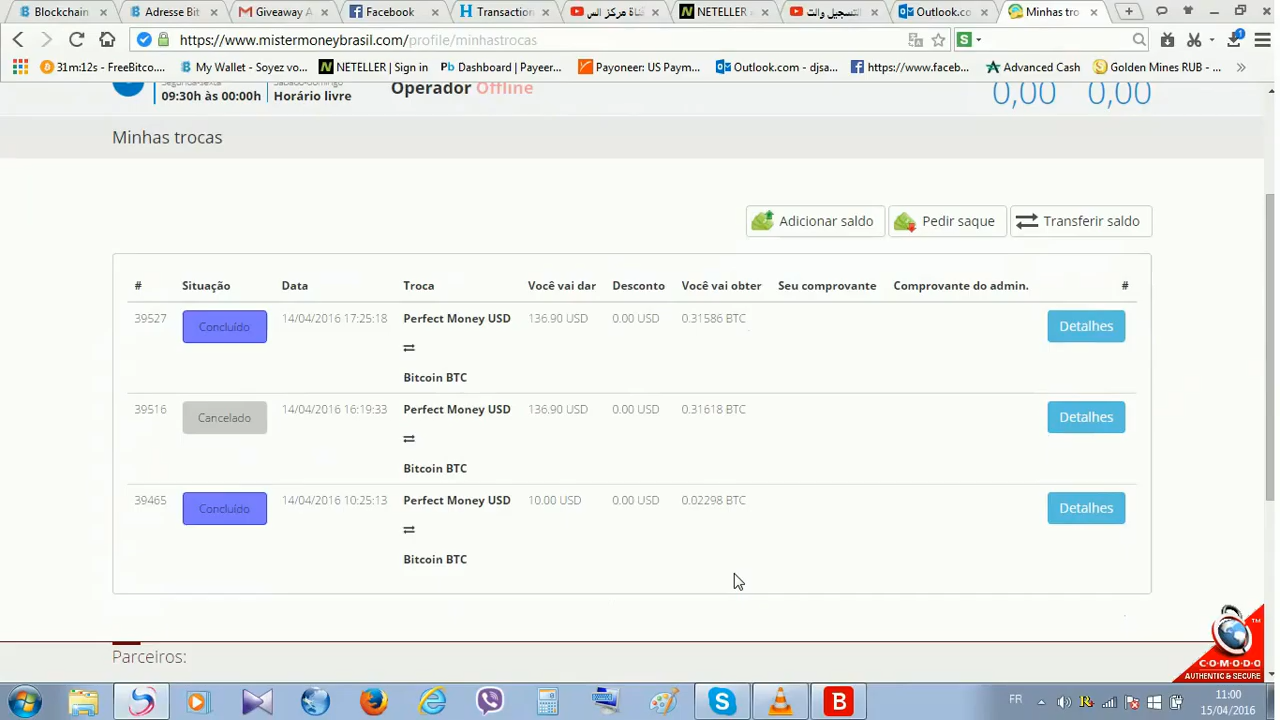 Blockchain
Adresse Bit
Giveaway A
Facebook
Transaction
قناة مركز الس
NETELLER »
التسجيل والت
Outlook.co
Minhas tro
https://www.mistermoneybrasil.com/profile/minhastrocas
S
31m:12s - FreeBitco...
My Wallet - Soyez vo...
NETELLER | Sign in
Dashboard | Payeer...
Payoneer: US Paym...
Outlook.com - djsa...
https://www.faceb...
Advanced Cash
Golden Mines RUB - ...
»
09:30h às 00:00h
Horário livre
Operador Offline
0,00 0,00
Minhas trocas
Adicionar saldo
Pedir saque
Transferir saldo
# Situação Data Troca Você vai dar Desconto Você vai obter Seu comprovante Comprovante do admin. #
39527 Concluído 14/04/2016 17:25:18 Perfect Money USD 136.90 USD 0.00 USD 0.31586 BTC Detalhes
Bitcoin BTC
39516 Cancelado 14/04/2016 16:19:33 Perfect Money USD 136.90 USD 0.00 USD 0.31618 BTC Detalhes
Bitcoin BTC
39465 Concluído 14/04/2016 10:25:13 Perfect Money USD 10.00 USD 0.00 USD 0.02298 BTC Detalhes
Bitcoin BTC
Parceiros:
TM
C·O·M·O·D·O
AUTHENTIC & SECURE
FR
11:00
15/04/2016